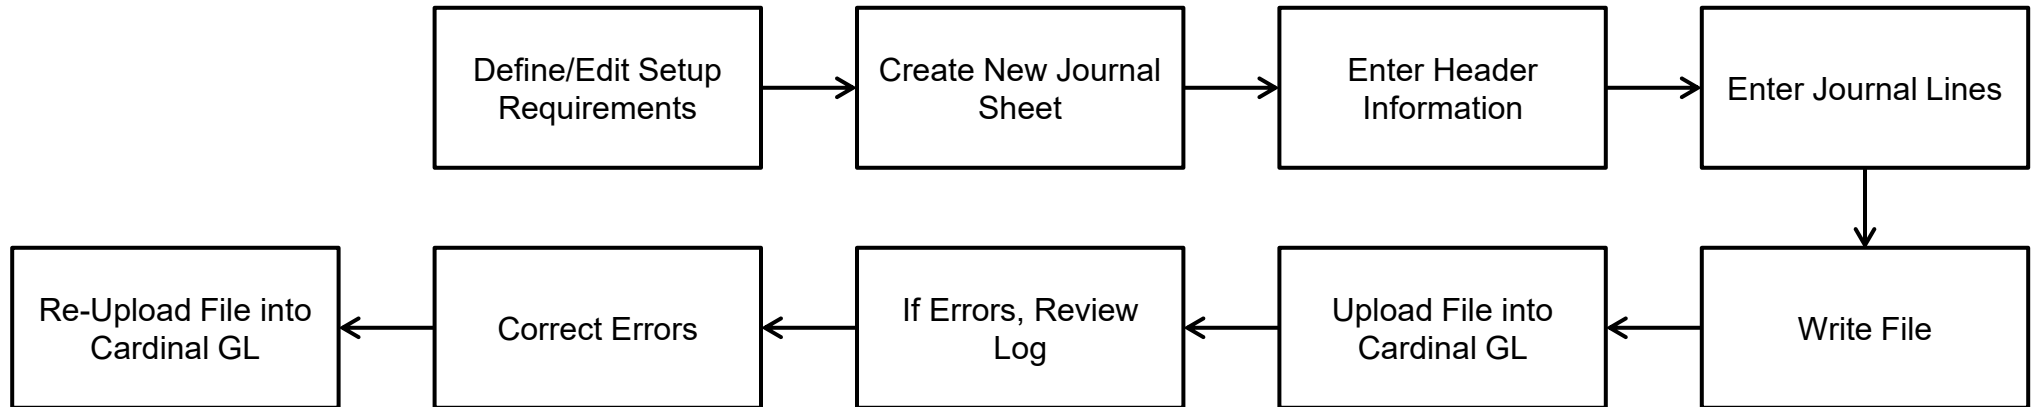 Define/Edit Setup
Requirements
Create New Journal
Sheet
Enter Header
Information
Enter Journal Lines
Write File
Upload File into
Cardinal GL
If Errors, Review
Log
Correct Errors
Re-Upload File into
Cardinal GL